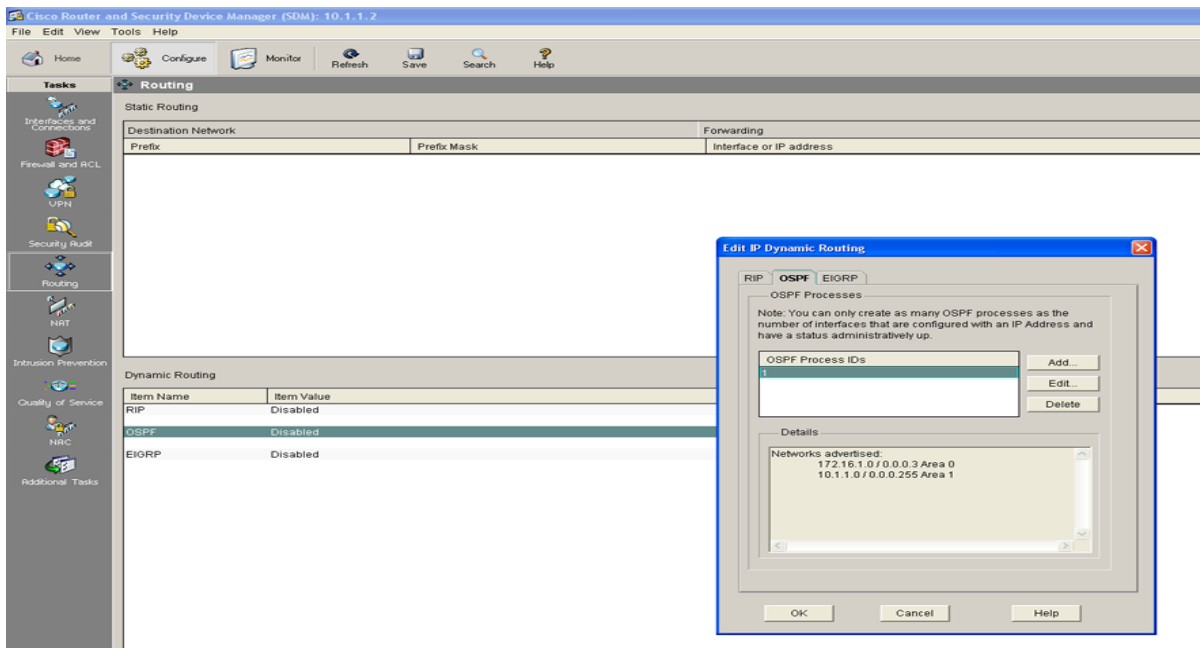 Cisco Router and Security Device Manager (SDM): 10.1.1.2
File Edit View Tools Help
Home Configure Monitor Refresh Save Search Help
Tasks
Interfaces and
Connections
Firewall and ACL
VPN
Security Audit
Routing
NAT
Intrusion Prevention
Quality of Service
NAC
Additional Tasks
Routing
Static Routing
Destination Network Forwarding
Prefix Prefix Mask Interface or IP address
Dynamic Routing
Item Name Item Value
RIP Disabled
OSPF Disabled
EIGRP Disabled
Edit IP Dynamic Routing
RIP OSPF EIGRP
OSPF Processes
Note: You can only create as many OSPF processes as the
number of interfaces that are configured with an IP Address and
have a status administratively up.
OSPF Process IDs
1
Add...
Edit...
Delete
Details
Networks advertised:
172.16.1.0 / 0.0.0.3 Area 0
10.1.1.0 / 0.0.0.255 Area 1
OK Cancel Help